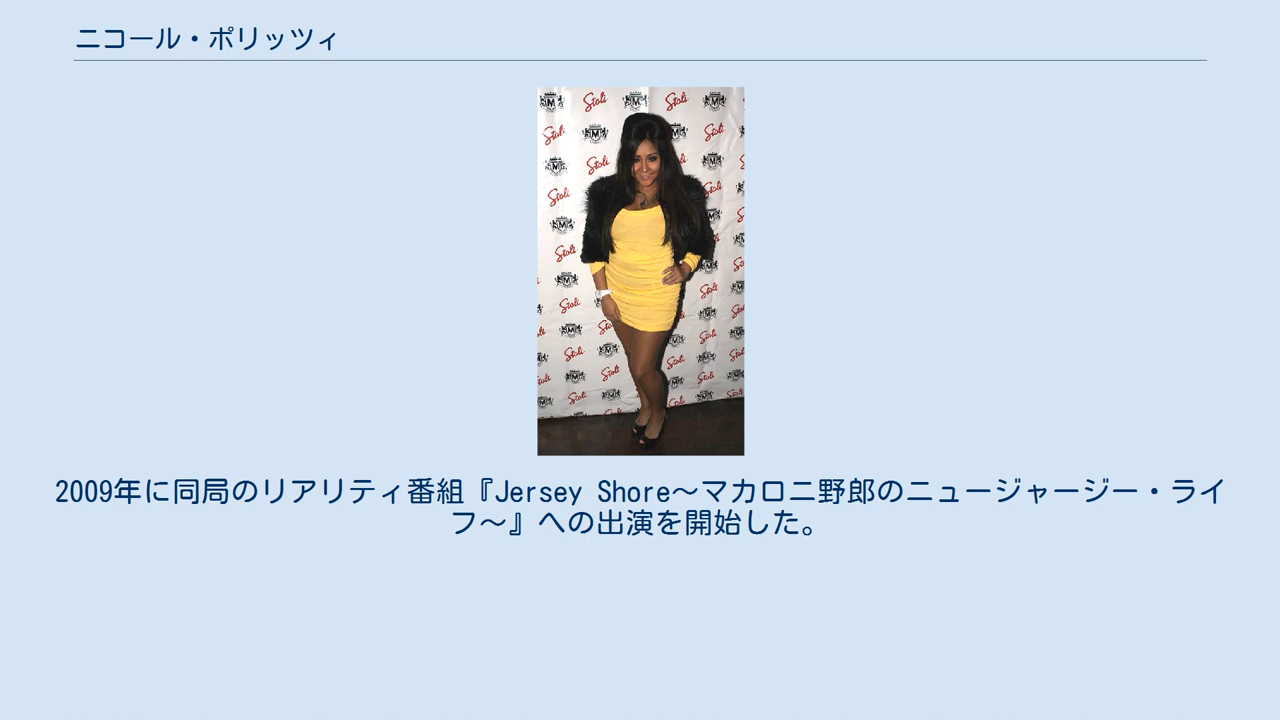 ニコール・ポリッツィ
Stoli
M
2009年に同局のリアリティ番組『Jersey Shore～マカロニ野郎のニュージャージー・ライ
フ～』への出演を開始した。